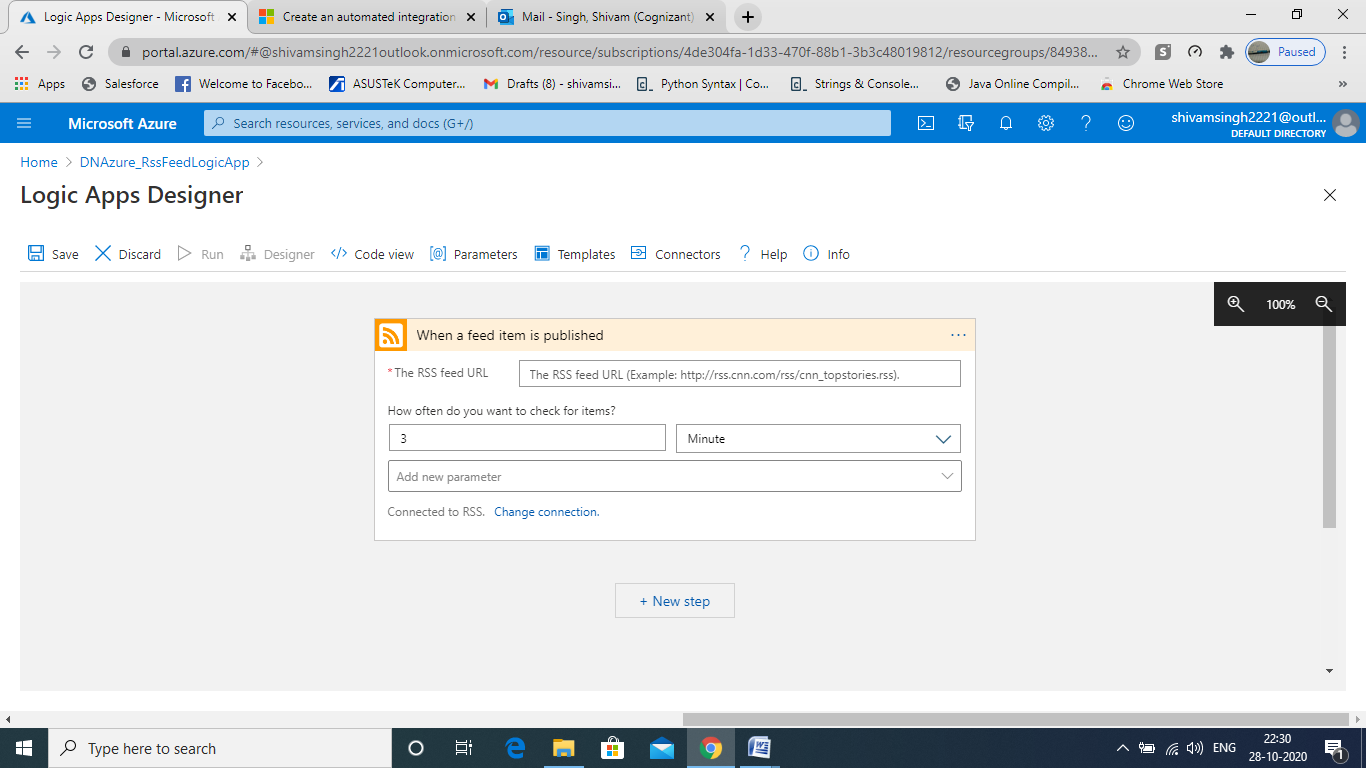 Logic Apps Designer - Microsoft
Create an automated integration
Mail - Singh, Shivam (Cognizant)
portal.azure.com/#@shivamsingh2221outlook.onmicrosoft.com/resource/subscriptions/4de304fa-1d33-470f-88b1-3b3c48019812/resourcegroups/84938...
Paused
Apps
Salesforce
Welcome to Facebo...
ASUSTeK Computer...
Drafts (8) - shivamsi...
Python Syntax | Co...
Strings & Console...
Java Online Compil...
Chrome Web Store
»
Microsoft Azure
Search resources, services, and docs (G+/)
shivamsingh2221@outl...
DEFAULT DIRECTORY
Home > DNAzure_RssFeedLogicApp >
Logic Apps Designer
Save
Discard
Run
Designer
Code view
Parameters
Templates
Connectors
Help
Info
100%
When a feed item is published
...
*The RSS feed URL
The RSS feed URL (Example: http://rss.cnn.com/rss/cnn_topstories.rss).
How often do you want to check for items?
3
Minute
Add new parameter
Connected to RSS. Change connection.
+ New step
Type here to search
ENG
22:30
28-10-2020
1